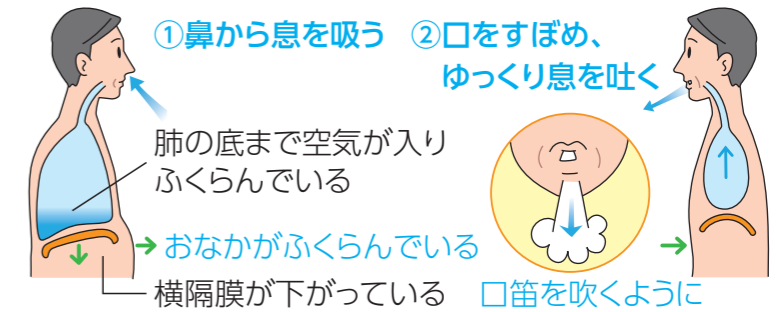 ①鼻から息を吸う
②口をすぼめ、
ゆっくり息を吐く
肺の底まで空気が入り
ふくらんでいる
おなかがふくらんでいる
横隔膜が下がっている
口笛を吹くように